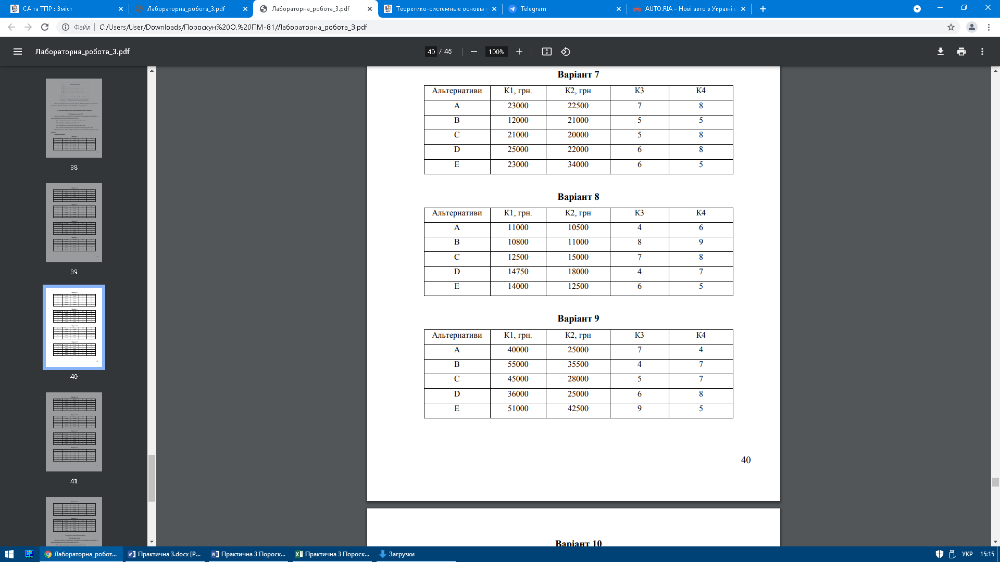 СА та ТПР : Зміст
Лабораторна_робота_3.pdf
Лабораторна_робота_3.pdf
Теоретико-системные основы
Telegram
AUTO.RIA – Нові авто в Україні
Файл
C:/Users/User/Downloads/Пороскун%20О.%20ПМ-81/Лабораторна_робота_3.pdf
Лабораторна_робота_3.pdf
40 / 45
100%
38
39
40
41
Варіант 7
Альтернативи К1, грн. К2, грн К3 К4
A 23000 22500 7 8
B 12000 21000 5 5
C 21000 20000 5 8
D 25000 22000 6 8
E 23000 34000 6 5
Варіант 8
Альтернативи К1, грн. К2, грн К3 К4
A 11000 10500 4 6
B 10800 11000 8 9
C 12500 15000 7 8
D 14750 18000 4 7
E 14000 12500 6 5
Варіант 9
Альтернативи К1, грн. К2, грн К3 К4
A 40000 25000 7 4
B 55000 35500 4 7
C 45000 28000 5 7
D 36000 25000 6 8
E 51000 42500 9 5
40
Варіант 10
Лабораторна_робот...
Практична 3.docx [Р...
Практична 3 Пороск...
Практична 3 Пороск...
Загрузки
УКР
15:15